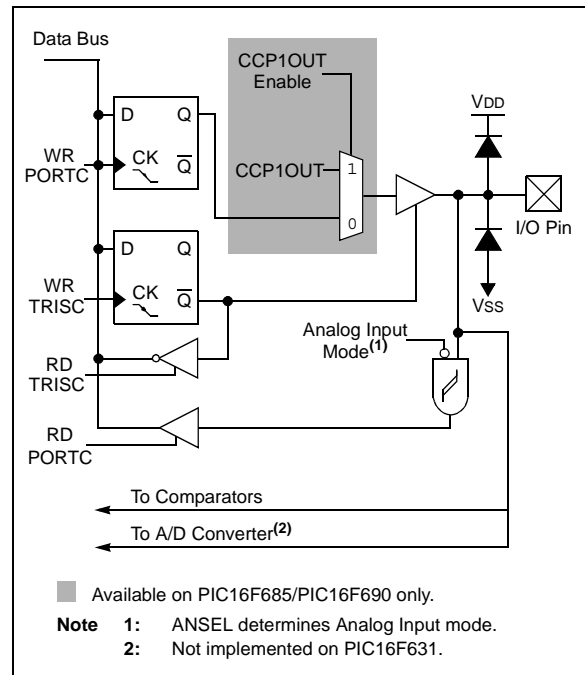 Data Bus
CCP1OUT
Enable
VDD
D Q
WR
PORTC
CK Q
CCP1OUT
1
0
I/O Pin
D Q
WR
TRISC
CK Q
VSS
Analog Input
Mode(1)
RD
TRISC
RD
PORTC
To Comparators
To A/D Converter(2)
Available on PIC16F685/PIC16F690 only.
Note 1: ANSEL determines Analog Input mode.
2: Not implemented on PIC16F631.